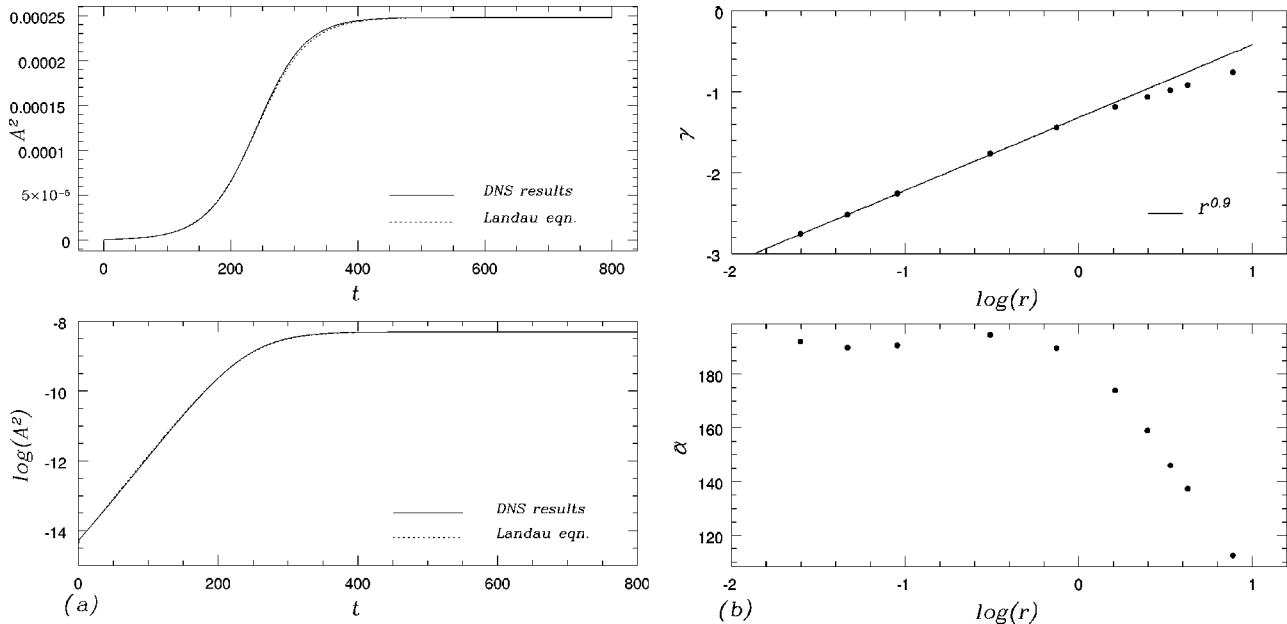 0.00025
0.0002
0.00015
0.0001
5×10⁻⁵
0
A²
DNS results
Landau eqn.
0 200 400 600 800
t
-8
-10
-12
-14
log(A²)
DNS results
Landau eqn.
0 200 400 600 800
t
(a)
-0
-1
-2
-3
γ
r^0.9
-2 -1 0 1
log(r)
180
160
140
120
α
-2 -1 0 1
log(r)
(b)